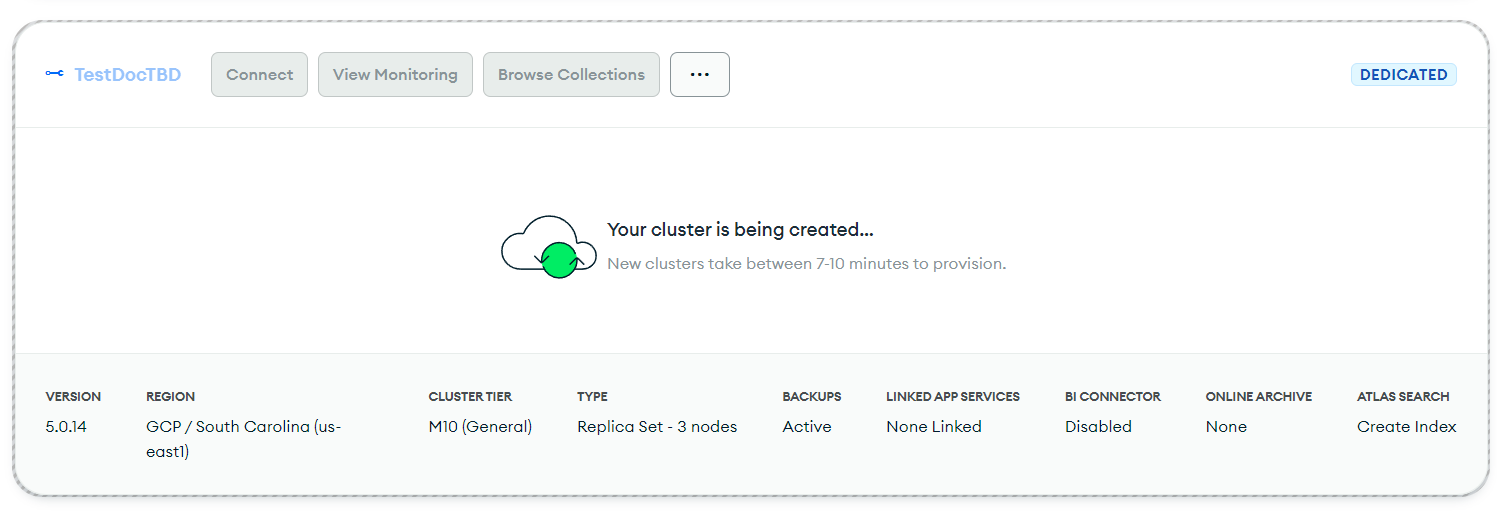 TestDocTBD
Connect
View Monitoring
Browse Collections
...
DEDICATED
Your cluster is being created...
New clusters take between 7-10 minutes to provision.
VERSION
5.0.14
REGION
GCP / South Carolina (us-
east1)
CLUSTER TIER
M10 (General)
TYPE
Replica Set - 3 nodes
BACKUPS
Active
LINKED APP SERVICES
None Linked
BI CONNECTOR
Disabled
ONLINE ARCHIVE
None
ATLAS SEARCH
Create Index